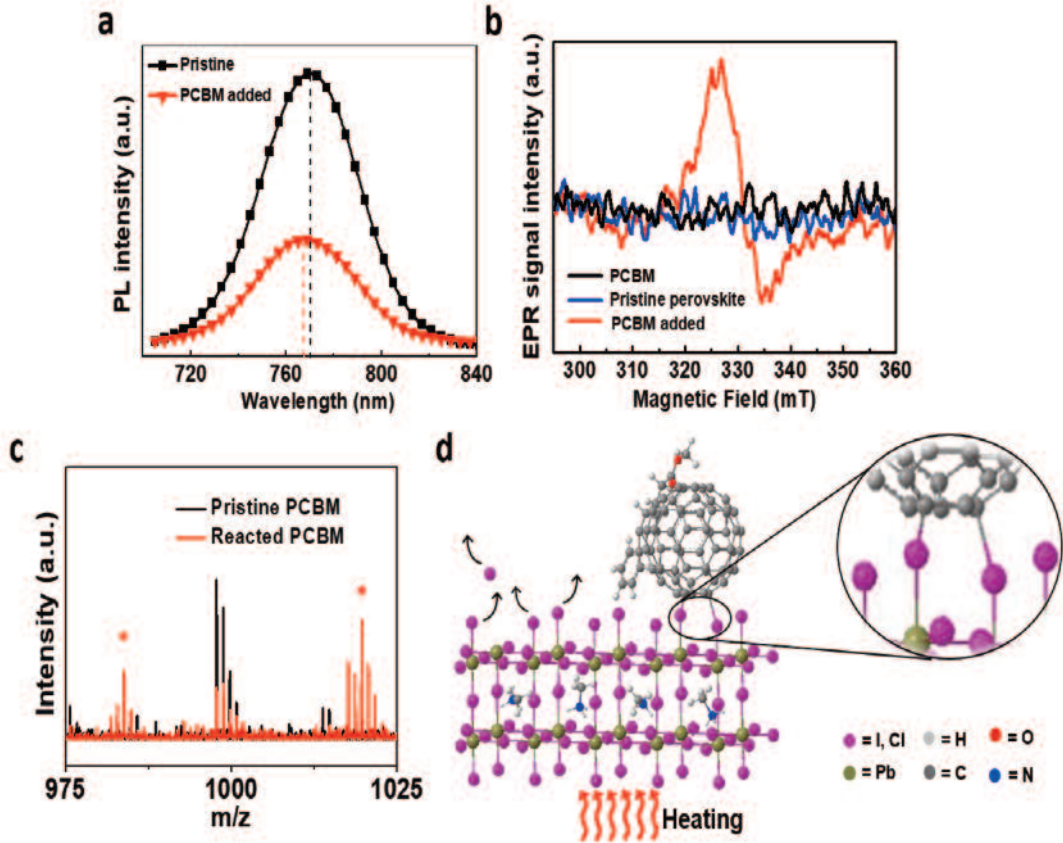 a
Pristine
PCBM added
PL intensity (a.u.)
720 760 800 840
Wavelength (nm)
b
EPR signal intensity (a.u.)
PCBM
Pristine perovskite
PCBM added
300 310 320 330 340 350 360
Magnetic Field (mT)
c
Pristine PCBM
Reacted PCBM
Intensity (a.u.)
975 1000 1025
m/z
d
Heating
= I, Cl = H = O
= Pb = C = N